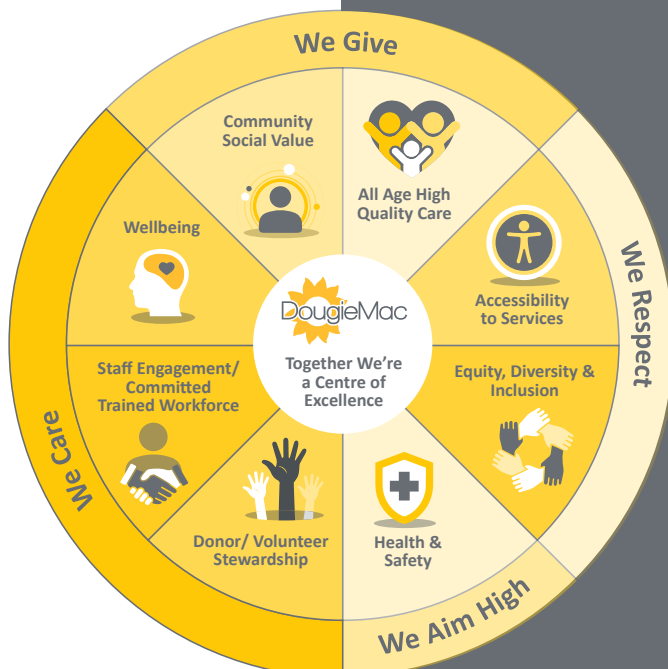 We Give
Community
Social Value
All Age High
Quality Care
Wellbeing
Accessibility
to Services
We Respect
DougieMac
Together We're
a Centre of
Excellence
Staff Engagement/
Committed
Trained Workforce
Equity, Diversity &
Inclusion
We Care
Donor/ Volunteer
Stewardship
Health &
Safety
We Aim High